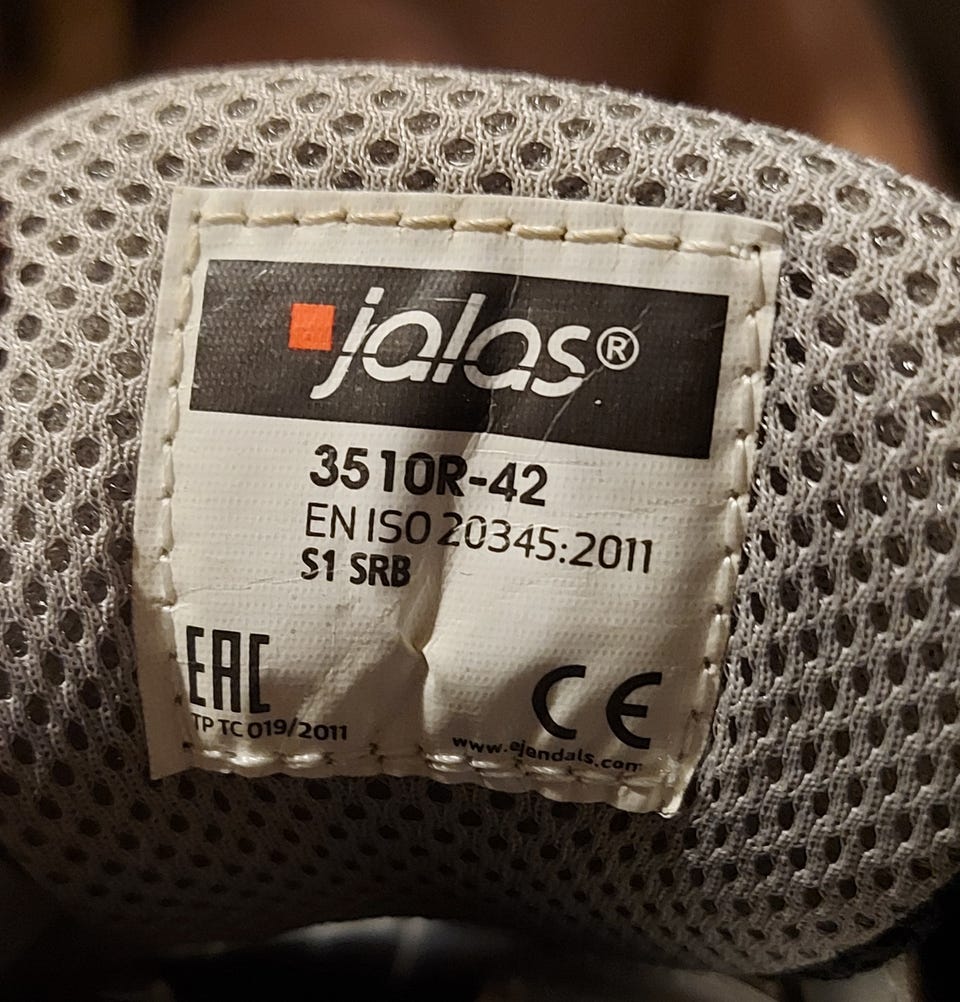 jalas®
3510R-42
EN ISO 20345:2011
S1 SRB
EAC
TP TC 019/2011
CE
www.ejendals.com